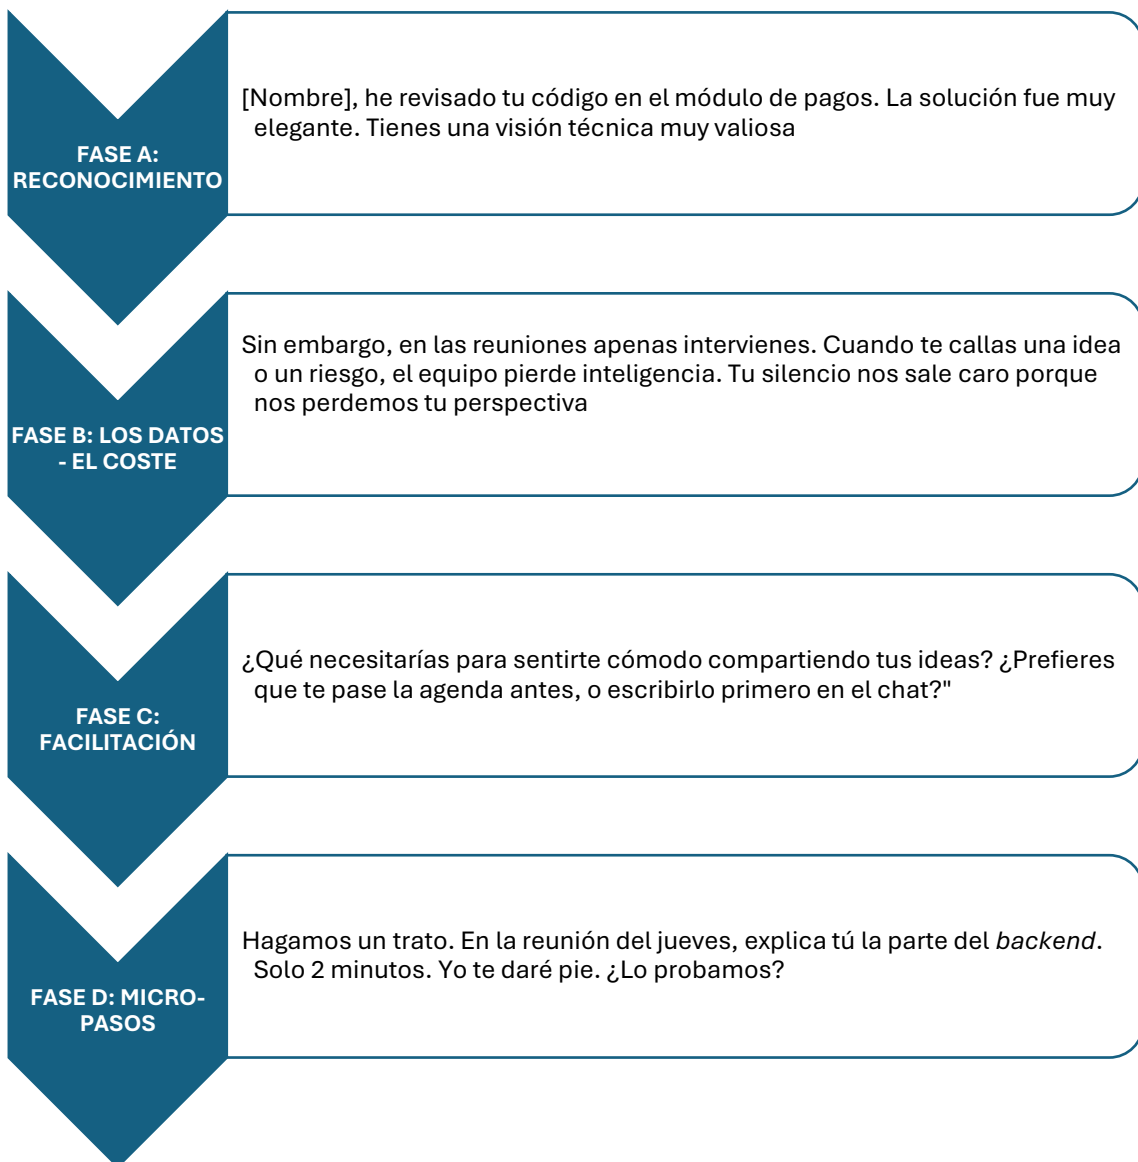 FASE A:
RECONOCIMIENTO
[Nombre], he revisado tu código en el módulo de pagos. La solución fue muy
elegante. Tienes una visión técnica muy valiosa
FASE B: LOS DATOS
- EL COSTE
Sin embargo, en las reuniones apenas intervienes. Cuando te callas una idea
o un riesgo, el equipo pierde inteligencia. Tu silencio nos sale caro porque
nos perdemos tu perspectiva
FASE C:
FACILITACIÓN
¿Qué necesitarías para sentirte cómodo compartiendo tus ideas? ¿Prefieres
que te pase la agenda antes, o escribirlo primero en el chat?"
FASE D: MICRO-
PASOS
Hagamos un trato. En la reunión del jueves, explica tú la parte del backend.
Solo 2 minutos. Yo te daré pie. ¿Lo probamos?